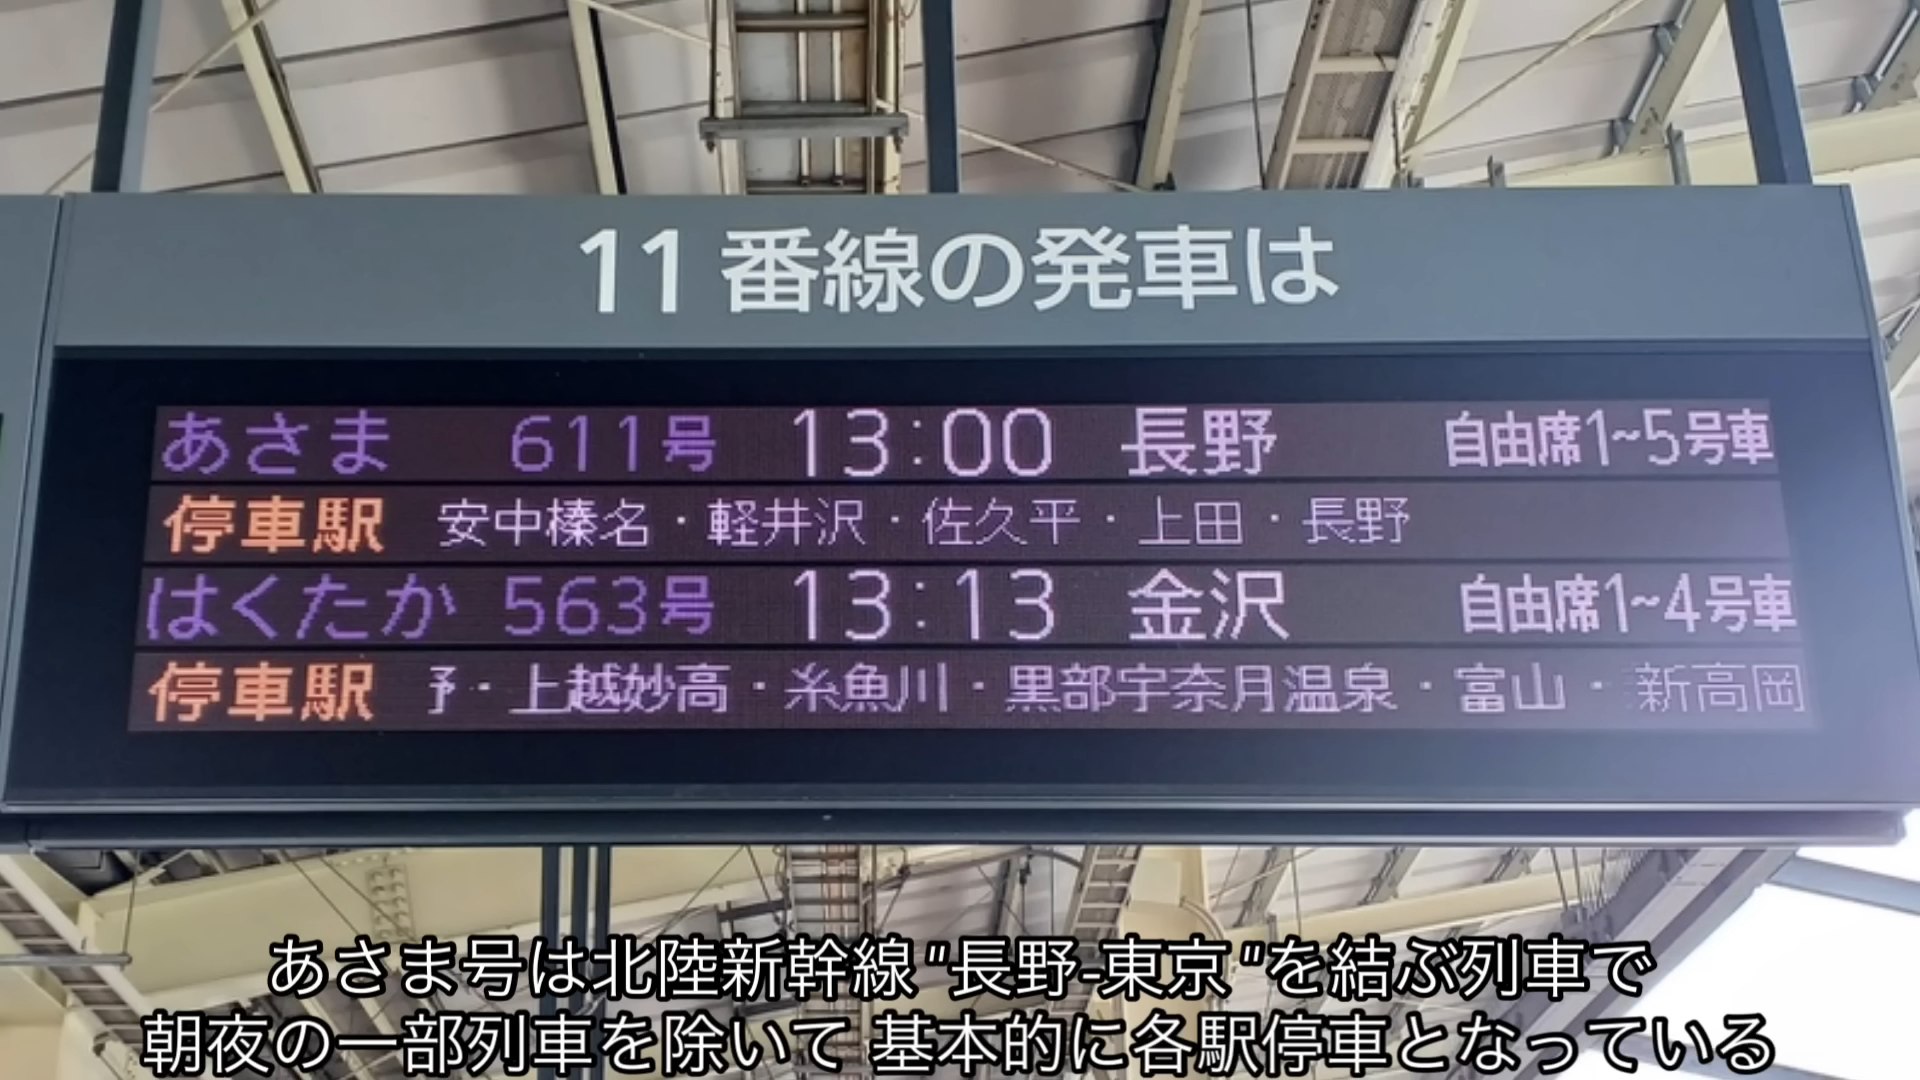 11番線の発車は
あさま 611号 13:00 長野 自由席1~5号車
停車駅 安中榛名・軽井沢・佐久平・上田・長野
はくたか 563号 13:13 金沢 自由席1~4号車
停車駅 予・上越妙高・糸魚川・黒部宇奈月温泉・富山・新高岡
あさま号は北陸新幹線"長野-東京"を結ぶ列車で
朝夜の一部列車を除いて 基本的に各駅停車となっている